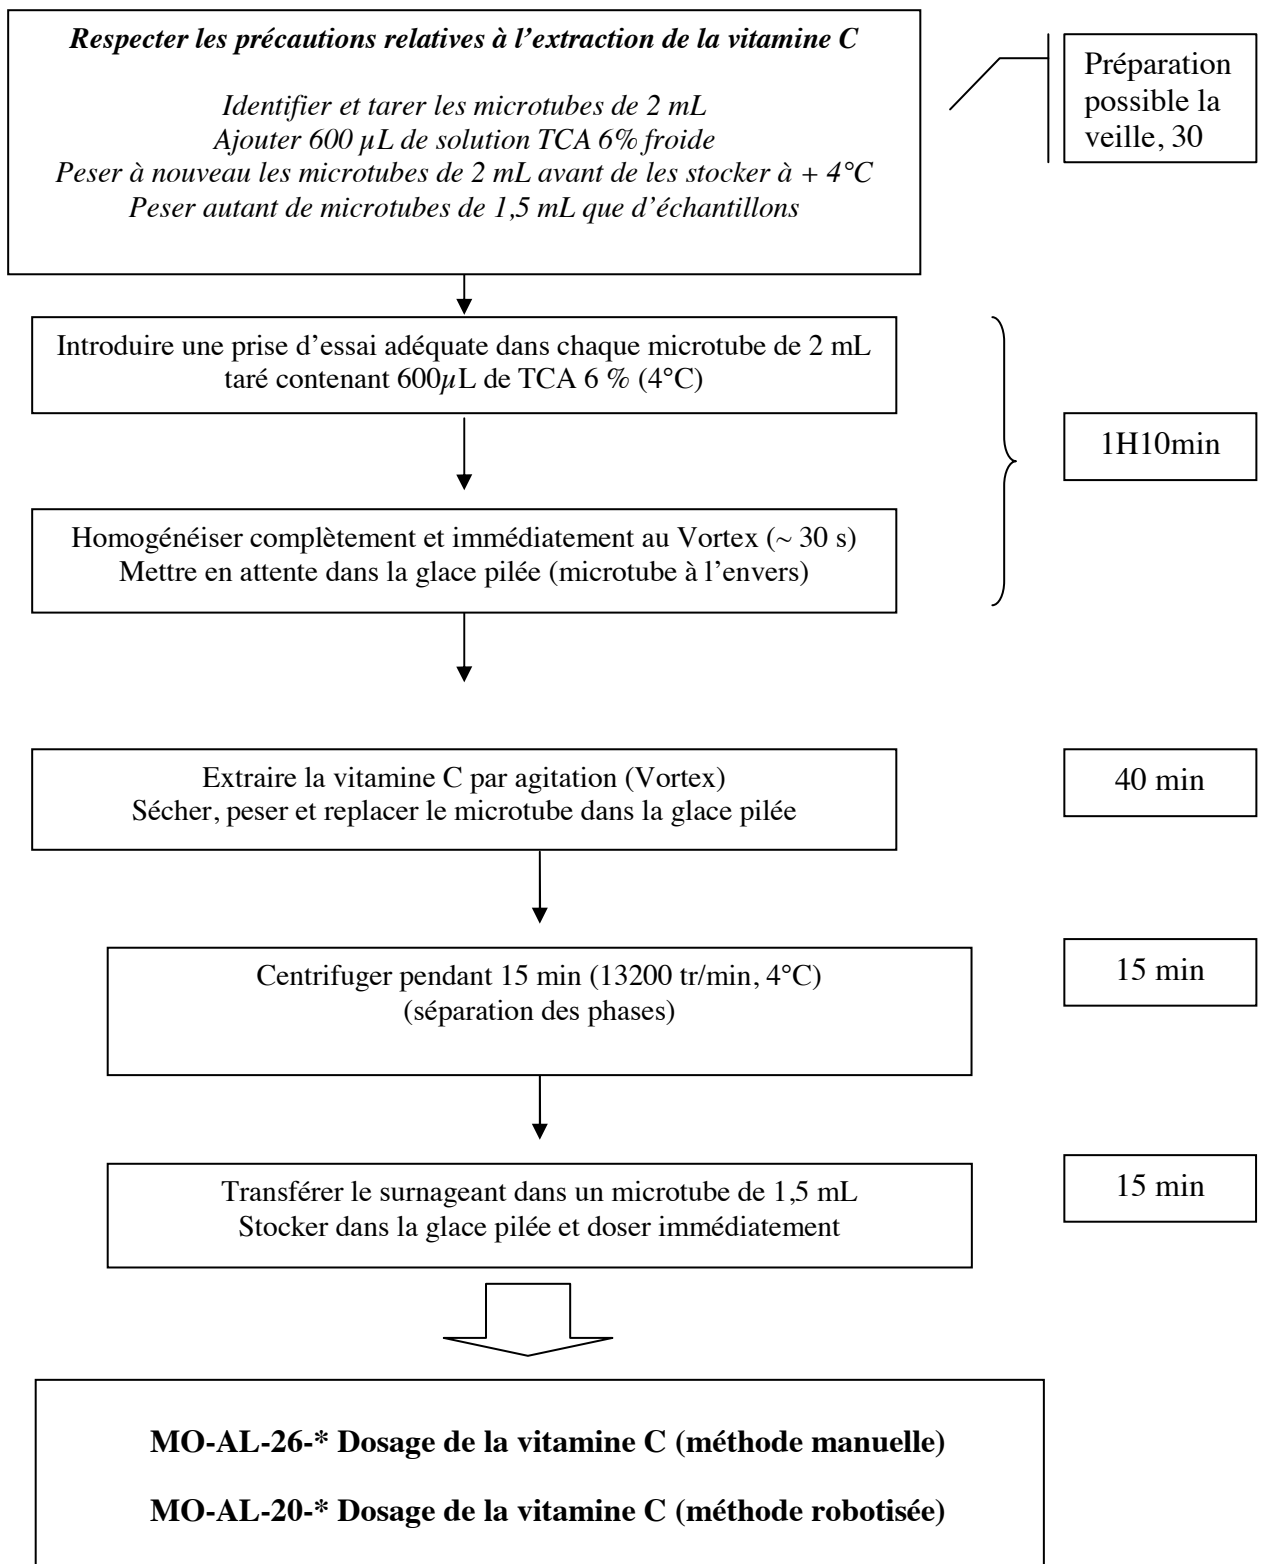 Respecter les précautions relatives à l'extraction de la vitamine C
Identifier et tarer les microtubes de 2 mL
Ajouter 600 µL de solution TCA 6% froide
Peser à nouveau les microtubes de 2 mL avant de les stocker à + 4°C
Peser autant de microtubes de 1,5 mL que d'échantillons
Préparation
possible la
veille, 30
Introduire une prise d'essai adéquate dans chaque microtube de 2 mL
taré contenant 600µL de TCA 6 % (4°C)
1H10min
Homogénéiser complètement et immédiatement au Vortex (~ 30 s)
Mettre en attente dans la glace pilée (microtube à l'envers)
Extraire la vitamine C par agitation (Vortex)
Sécher, peser et replacer le microtube dans la glace pilée
40 min
Centrifuger pendant 15 min (13200 tr/min, 4°C)
(séparation des phases)
15 min
Transférer le surnageant dans un microtube de 1,5 mL
Stocker dans la glace pilée et doser immédiatement
15 min
MO-AL-26-* Dosage de la vitamine C (méthode manuelle)
MO-AL-20-* Dosage de la vitamine C (méthode robotisée)